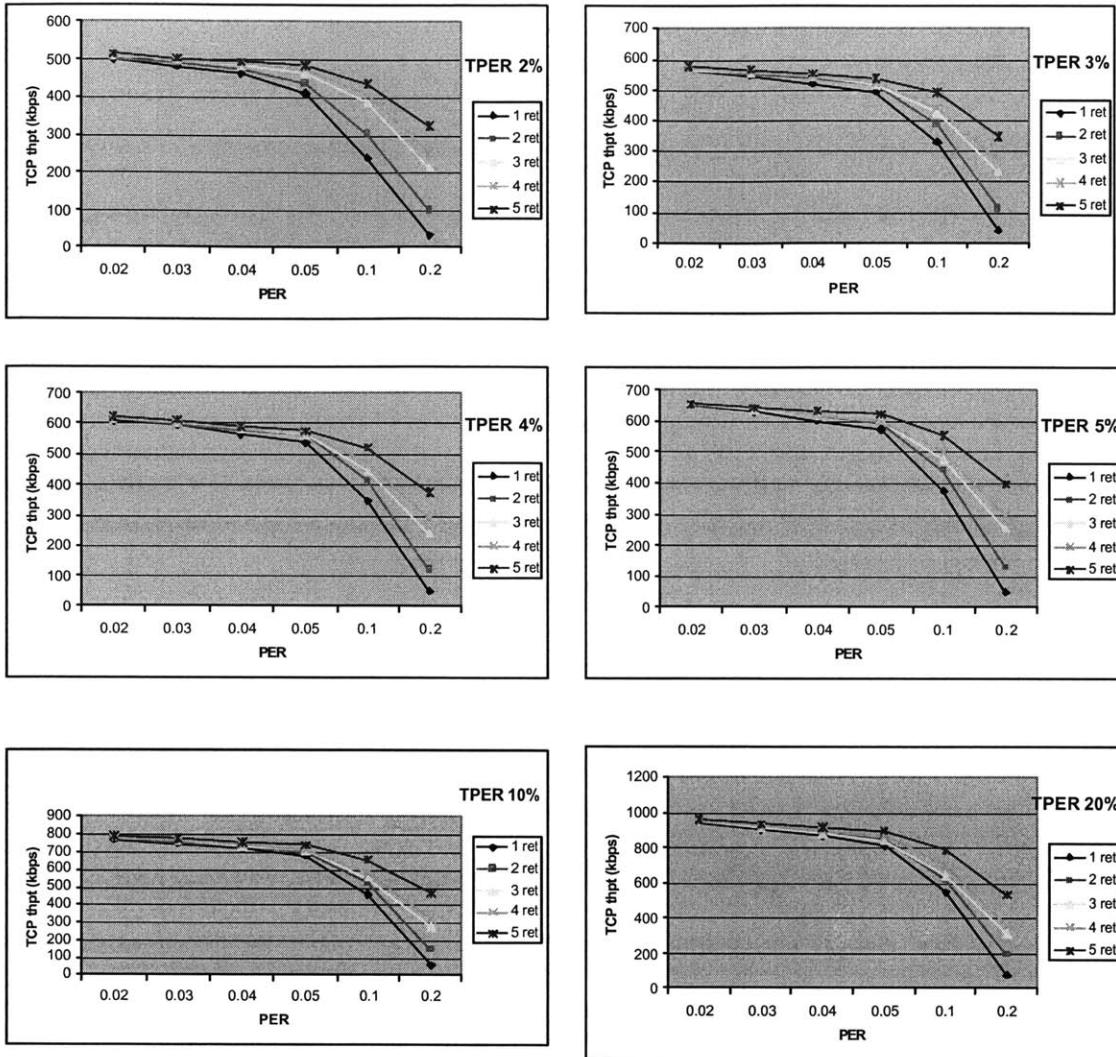 TPER 2%
TCP thpt (kbps)
600
500
400
300
200
100
0
0.02 0.03 0.04 0.05 0.1 0.2
PER
1 ret
2 ret
3 ret
4 ret
5 ret
TPER 3%
TCP thpt (kbps)
700
600
500
400
300
200
100
0
0.02 0.03 0.04 0.05 0.1 0.2
PER
1 ret
2 ret
3 ret
4 ret
5 ret
TPER 4%
TCP thpt (kbps)
700
600
500
400
300
200
100
0
0.02 0.03 0.04 0.05 0.1 0.2
PER
1 ret
2 ret
3 ret
4 ret
5 ret
TPER 5%
TCP thpt (kbps)
700
600
500
400
300
200
100
0
0.02 0.03 0.04 0.05 0.1 0.2
PER
1 ret
2 ret
3 ret
4 ret
5 ret
TPER 10%
TCP thpt (kbps)
900
800
700
600
500
400
300
200
100
0
0.02 0.03 0.04 0.05 0.1 0.2
PER
1 ret
2 ret
3 ret
4 ret
5 ret
TPER 20%
TCP thpt (kbps)
1200
1000
800
600
400
200
0
0.02 0.03 0.04 0.05 0.1 0.2
PER
1 ret
2 ret
3 ret
4 ret
5 ret